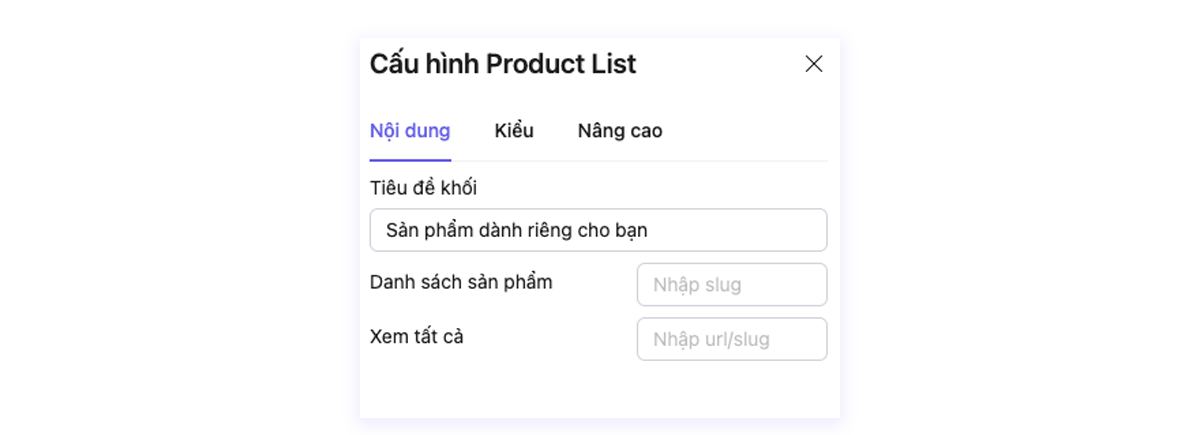 Cấu hình Product List
Nội dung Kiểu Nâng cao
Tiêu đề khối
Sản phẩm dành riêng cho bạn
Danh sách sản phẩm Nhập slug
Xem tất cả Nhập url/slug